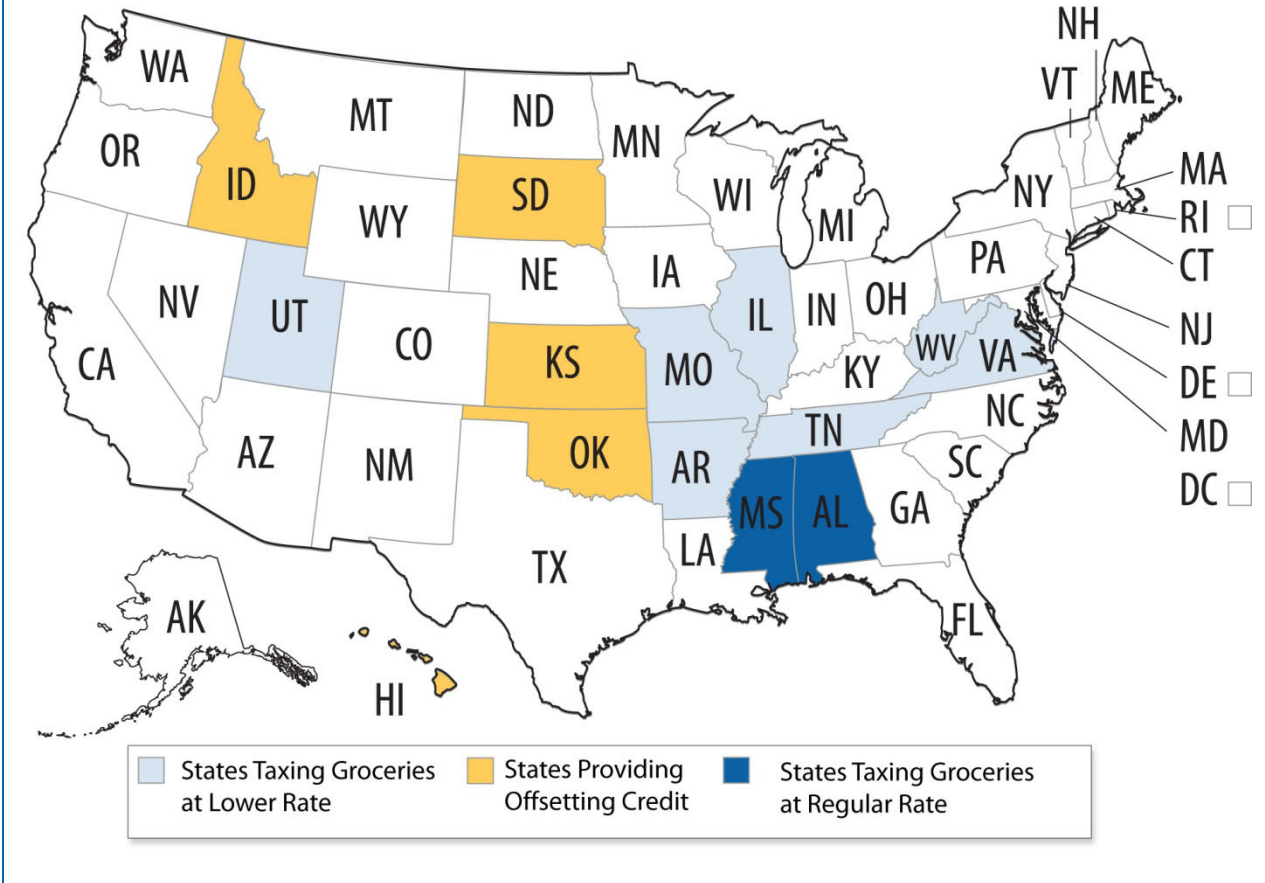 NH
WA
VT
ME
MT
ND
MN
OR
ID
SD
WI
MI
NY
MA
RI
WY
CT
IA
PA
NE
NV
UT
CO
IL
IN
OH
NJ
CA
KS
MO
KY
WV
VA
DE
NC
MD
TN
AZ
NM
OK
AR
SC
DC
MS
AL
GA
LA
TX
AK
FL
HI
States Taxing Groceries
at Lower Rate
States Providing
Offsetting Credit
States Taxing Groceries
at Regular Rate